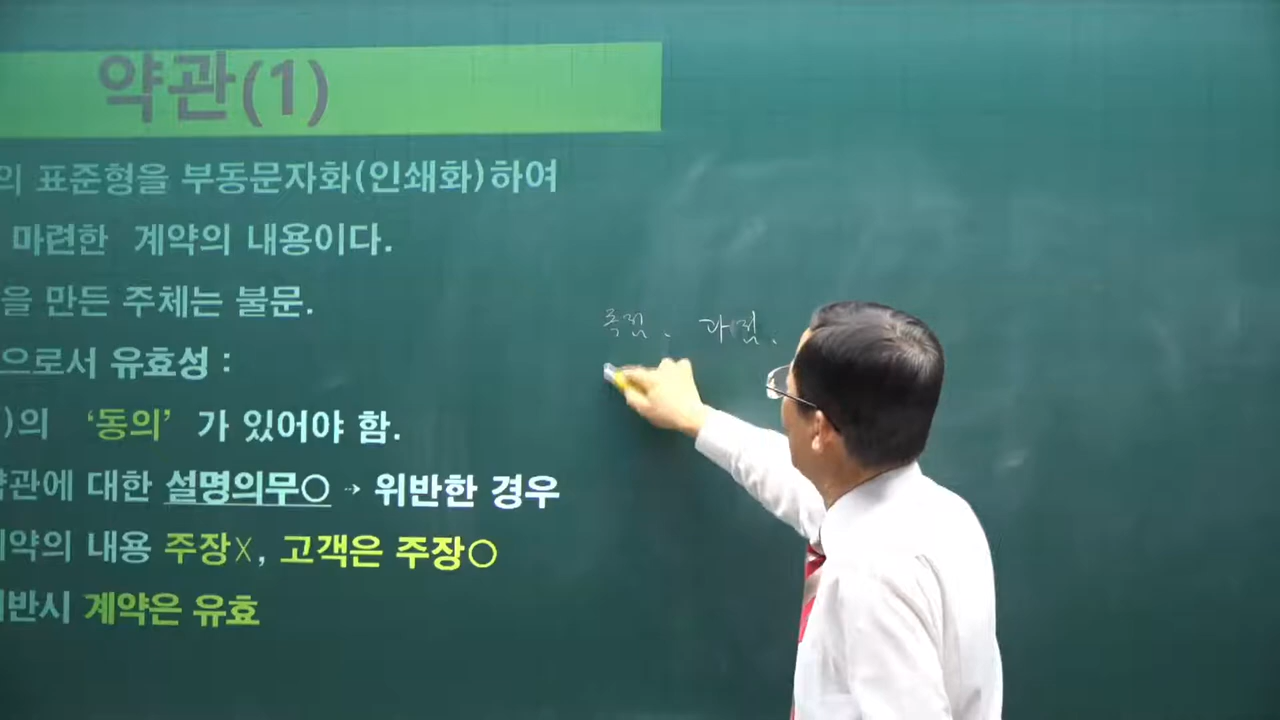 약관(1)
의 표준형을 부동문자화(인쇄화)하여
마련한 계약의 내용이다.
을 만든 주체는 불문.
으로서 유효성 :
)의 ‘동의’ 가 있어야 함.
약관에 대한 설명의무○ → 위반한 경우
계약의 내용 주장X, 고객은 주장○
위반시 계약은 유효
독점. 과점.